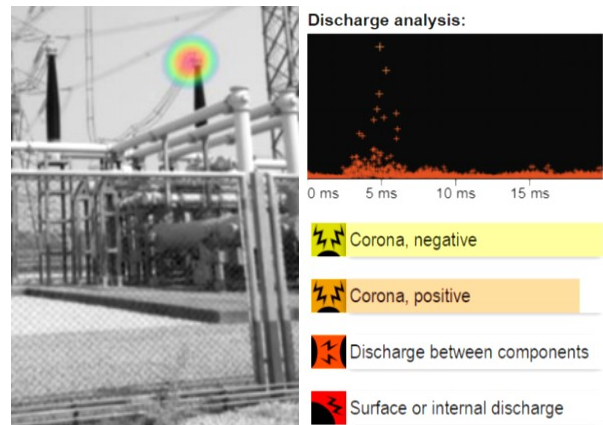 Discharge analysis:
0 ms
5 ms
10 ms
15 ms
Corona, negative
Corona, positive
Discharge between components
Surface or internal discharge